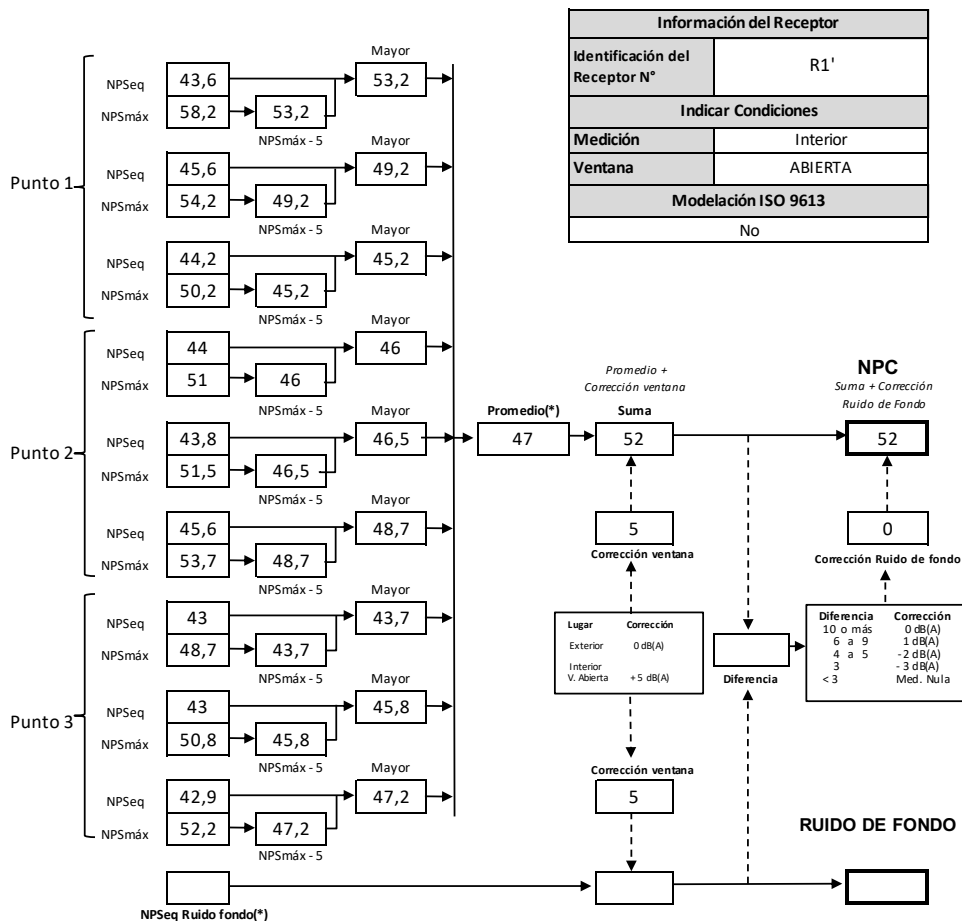 Información del Receptor
Identificación del Receptor N° R1'
Indicar Condiciones
Medición Interior
Ventana ABIERTA
Modelación ISO 9613
No
Punto 1
Mayor
NPSeq 43,6 53,2
NPSmáx 58,2 53,2
NPSmáx - 5
Mayor
NPSeq 45,6 49,2
NPSmáx 54,2 49,2
NPSmáx - 5
Mayor
NPSeq 44,2 45,2
NPSmáx 50,2 45,2
NPSmáx - 5
Punto 2
Mayor
NPSeq 44 46
NPSmáx 51 46
NPSmáx - 5
Mayor
NPSeq 43,8 46,5
NPSmáx 51,5 46,5
NPSmáx - 5
Mayor
NPSeq 45,6 48,7
NPSmáx 53,7 48,7
NPSmáx - 5
Punto 3
Mayor
NPSeq 43 43,7
NPSmáx 48,7 43,7
NPSmáx - 5
Mayor
NPSeq 43 45,8
NPSmáx 50,8 45,8
NPSmáx - 5
Mayor
NPSeq 42,9 47,2
NPSmáx 52,2 47,2
NPSmáx - 5
NPSeq Ruido fondo(*)
Promedio(*)
47
Promedio +
Corrección ventana
Suma
52
5
Corrección ventana
Lugar Corrección
Exterior 0 dB(A)
Interior
V. Abierta +5 dB(A)
Corrección ventana
5
Diferencia
NPC
Suma + Corrección
Ruido de Fondo
52
0
Corrección Ruido de fondo
Diferencia Corrección
10 o más 0 dB(A)
6 a 9 1 dB(A)
4 a 5 -2 dB(A)
3 - 3 dB(A)
< 3 Med. Nula
RUIDO DE FONDO